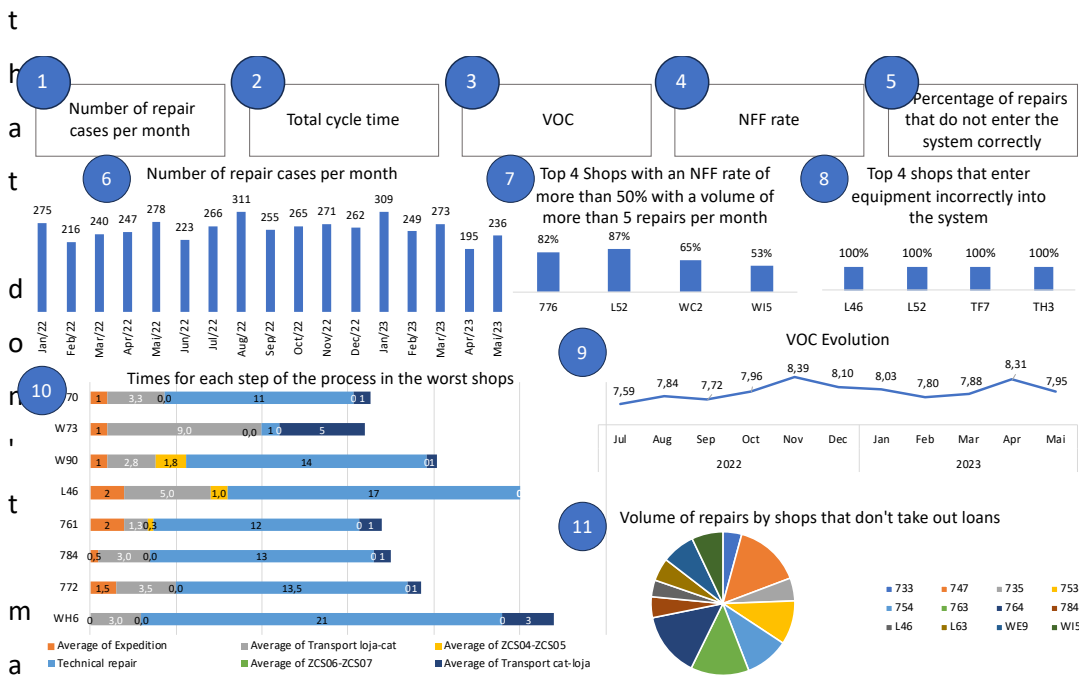 t
h
a
t
d
o
n
'
t
m
a
1
Number of repair
cases per month
2
Total cycle time
3
VOC
4
NFF rate
5
Percentage of repairs
that do not enter the
system correctly
6
Number of repair cases per month
275 216 240 247 278 223 266 311 255 265 271 262 309 249 273 195 236
Jan/22 Feb/22 Mar/22 Apr/22 Mai/22 Jun/22 Jul/22 Aug/22 Sep/22 Oct/22 Nov/22 Dec/22 Jan/23 Feb/23 Mar/23 Apr/23 Mai/23
7
Top 4 Shops with an NFF rate of
more than 50% with a volume of
more than 5 repairs per month
82% 87% 65% 53%
776 L52 WC2 WI5
8
Top 4 shops that enter
equipment incorrectly into
the system
100% 100% 100% 100%
L46 L52 TF7 TH3
9
VOC Evolution
7,59 7,84 7,72 7,96 8,39 8,10 8,03 7,80 7,88 8,31 7,95
Jul Aug Sep Oct Nov Dec Jan Feb Mar Apr Mai
2022 2023
10
Times for each step of the process in the worst shops
70 1 3,3 0,0 11 0 1
W73 1 9,0 0,0 1 0 5
W90 1 2,8 1,8 14 0 1
L46 2 5,0 1,0 17 0
761 2 1,3 0,3 12 0 1
784 0,5 3,0 0,0 13 0 1
772 1,5 3,5 0,0 13,5 0 1
WH6 0 3,0 0,0 21 0 3
Average of Expedition Average of Transport loja-cat Average of ZCS04-ZCS05
Technical repair Average of ZCS06-ZCS07 Average of Transport cat-loja
11
Volume of repairs by shops that don't take out loans
733 747 735 753
754 763 764 784
L46 L63 WE9 WI5